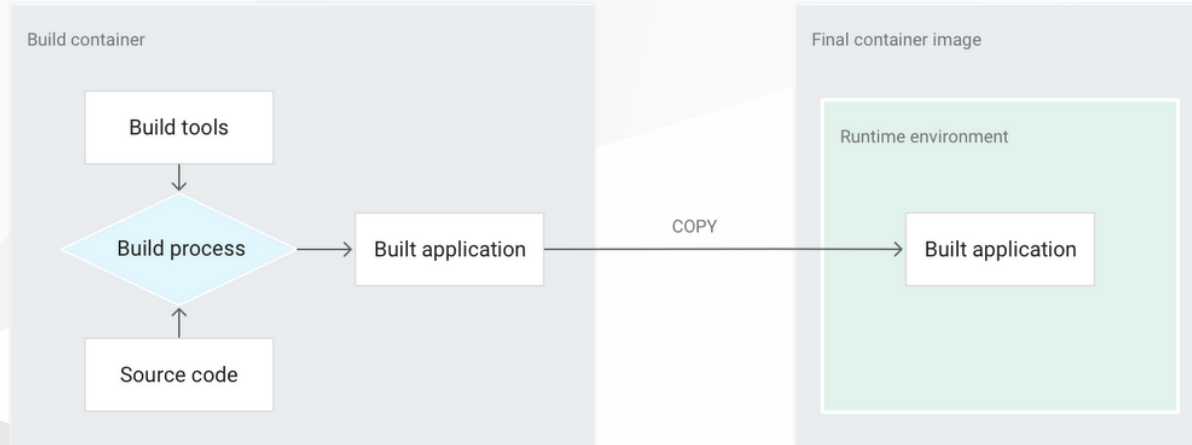 Build container
Build tools
Build process
Source code
Built application
COPY
Final container image
Runtime environment
Built application